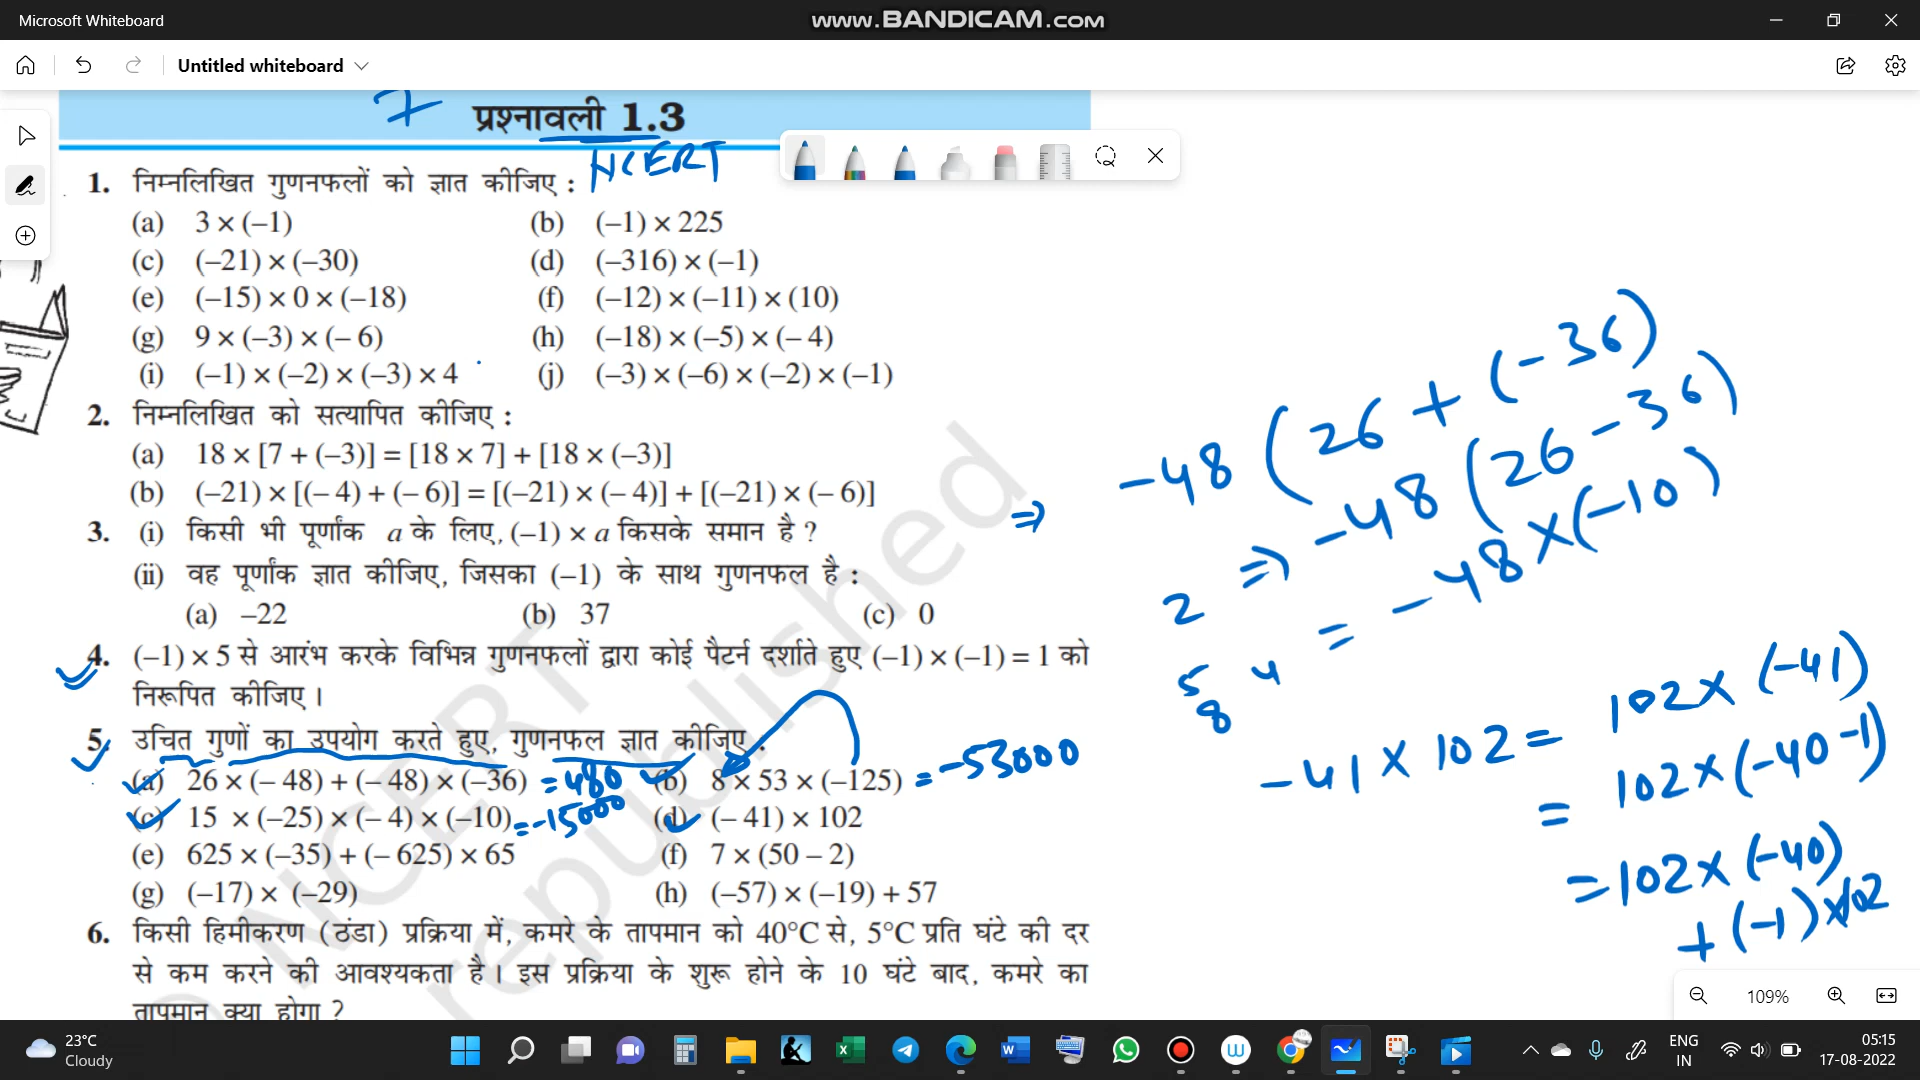 Microsoft Whiteboard
www.BANDICAM.com
Untitled whiteboard
7 प्रश्नावली 1.3
NCERT
1. निम्नलिखित गुणनफलों को ज्ञात कीजिए :
(a) 3 × (–1) (b) (–1) × 225
(c) (–21) × (–30) (d) (–316) × (–1)
(e) (–15) × 0 × (–18) (f) (–12) × (–11) × (10)
(g) 9 × (–3) × (– 6) (h) (–18) × (–5) × (– 4)
(i) (–1) × (–2) × (–3) × 4 (j) (–3) × (–6) × (–2) × (–1)
2. निम्नलिखित को सत्यापित कीजिए :
(a) 18 × [7 + (–3)] = [18 × 7] + [18 × (–3)]
(b) (–21) × [(– 4) + (– 6)] = [(–21) × (– 4)] + [(–21) × (– 6)]
3. (i) किसी भी पूर्णांक a के लिए, (–1) × a किसके समान है ?
(ii) वह पूर्णांक ज्ञात कीजिए, जिसका (–1) के साथ गुणनफल है :
(a) –22 (b) 37 (c) 0
4. (–1) × 5 से आरंभ करके विभिन्न गुणनफलों द्वारा कोई पैटर्न दर्शाते हुए (–1) × (–1) = 1 को
निरूपित कीजिए ।
5. उचित गुणों का उपयोग करते हुए, गुणनफल ज्ञात कीजिए :
(a) 26 × (– 48) + (– 48) × (–36) = 480 (b) 8 × 53 × (–125) = -53000
(c) 15 × (–25) × (– 4) × (–10) = -15000 (d) (– 41) × 102
(e) 625 × (–35) + (– 625) × 65 (f) 7 × (50 – 2)
(g) (–17) × (–29) (h) (–57) × (–19) + 57
6. किसी हिमीकरण (ठंडा) प्रक्रिया में, कमरे के तापमान को 40°C से, 5°C प्रति घंटे की दर
से कम करने की आवश्यकता है । इस प्रक्रिया के शुरू होने के 10 घंटे बाद, कमरे का
तापमान क्या होगा ?
NCERT
republished
⇒ -48 (26 + (-36)
⇒ -48 (26 - 36)
= -48 × (-10)
2
5 4
8
-41 × 102 = 102 × (-41)
= 102 × (-40 -1)
= 102 × (-40)
+ (-1) × 102
109%
23°C
Cloudy
ENG
IN
05:15
17-08-2022